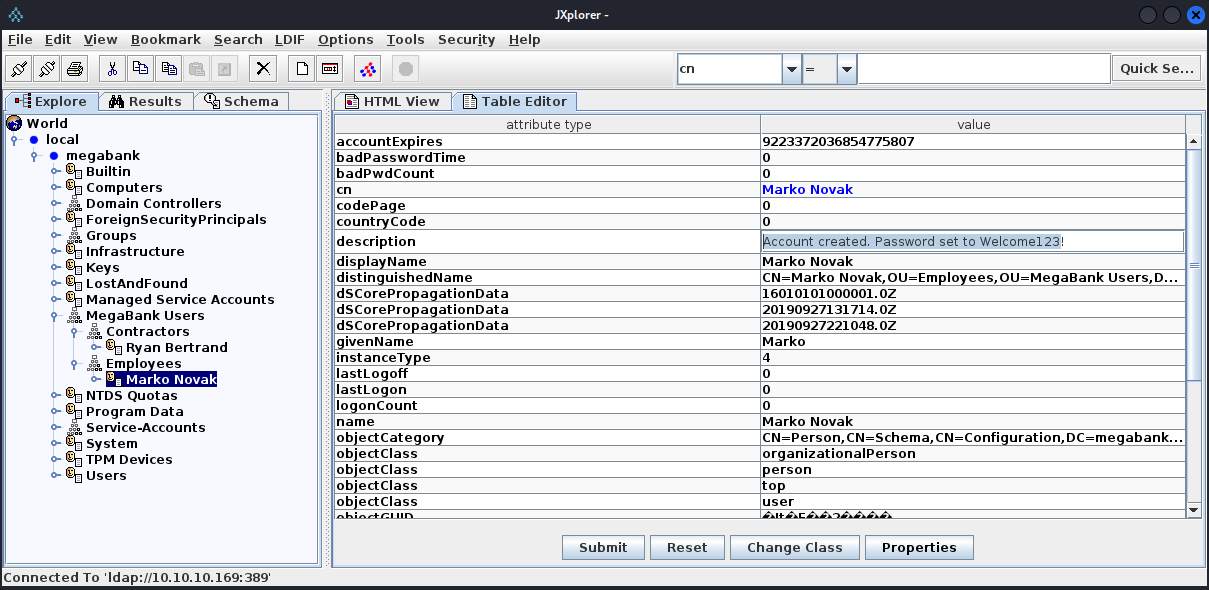 JXplorer -
File Edit View Bookmark Search LDIF Options Tools Security Help
cn = Quick Se...
Explore Results Schema
HTML View Table Editor
World
local
megabank
Builtin
Computers
Domain Controllers
ForeignSecurityPrincipals
Groups
Infrastructure
Keys
LostAndFound
Managed Service Accounts
MegaBank Users
Contractors
Ryan Bertrand
Employees
Marko Novak
NTDS Quotas
Program Data
Service-Accounts
System
TPM Devices
Users
attribute type value
accountExpires 9223372036854775807
badPasswordTime 0
badPwdCount 0
cn Marko Novak
codePage 0
countryCode 0
description Account created. Password set to Welcome123!
displayName Marko Novak
distinguishedName CN=Marko Novak,OU=Employees,OU=MegaBank Users,D...
dSCorePropagationData 16010101000001.0Z
dSCorePropagationData 20190927131714.0Z
dSCorePropagationData 20190927221048.0Z
givenName Marko
instanceType 4
lastLogoff 0
lastLogon 0
logonCount 0
name Marko Novak
objectCategory CN=Person,CN=Schema,CN=Configuration,DC=megabank...
objectClass organizationalPerson
objectClass person
objectClass top
objectClass user
objectGUID
Submit Reset Change Class Properties
Connected To 'ldap://10.10.10.169:389'